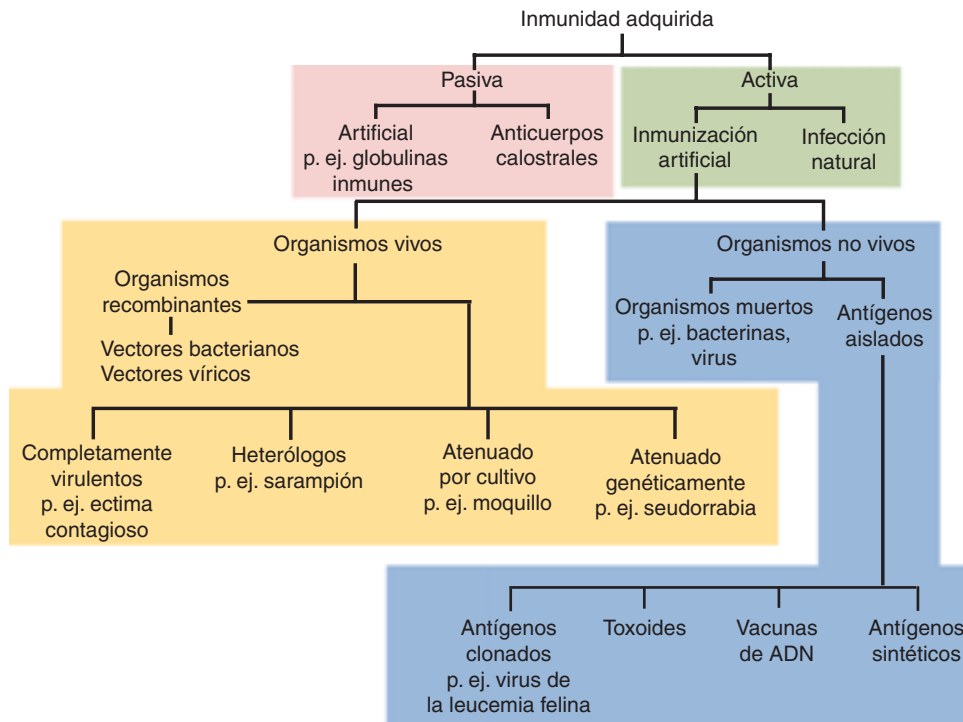 Inmunidad adquirida
Pasiva
Activa
Artificial
p. ej. globulinas
inmunes
Anticuerpos
calostrales
Inmunización
artificial
Infección
natural
Organismos vivos
Organismos no vivos
Organismos
recombinantes
Vectores bacterianos
Vectores víricos
Organismos muertos
p. ej. bacterinas,
virus
Antígenos
aislados
Completamente
virulentos
p. ej. ectima
contagioso
Heterólogos
p. ej. sarampión
Atenuado
por cultivo
p. ej. moquillo
Atenuado
genéticamente
p. ej. seudorrabia
Antígenos
clonados
p. ej. virus de
la leucemia felina
Toxoides
Vacunas
de ADN
Antígenos
sintéticos